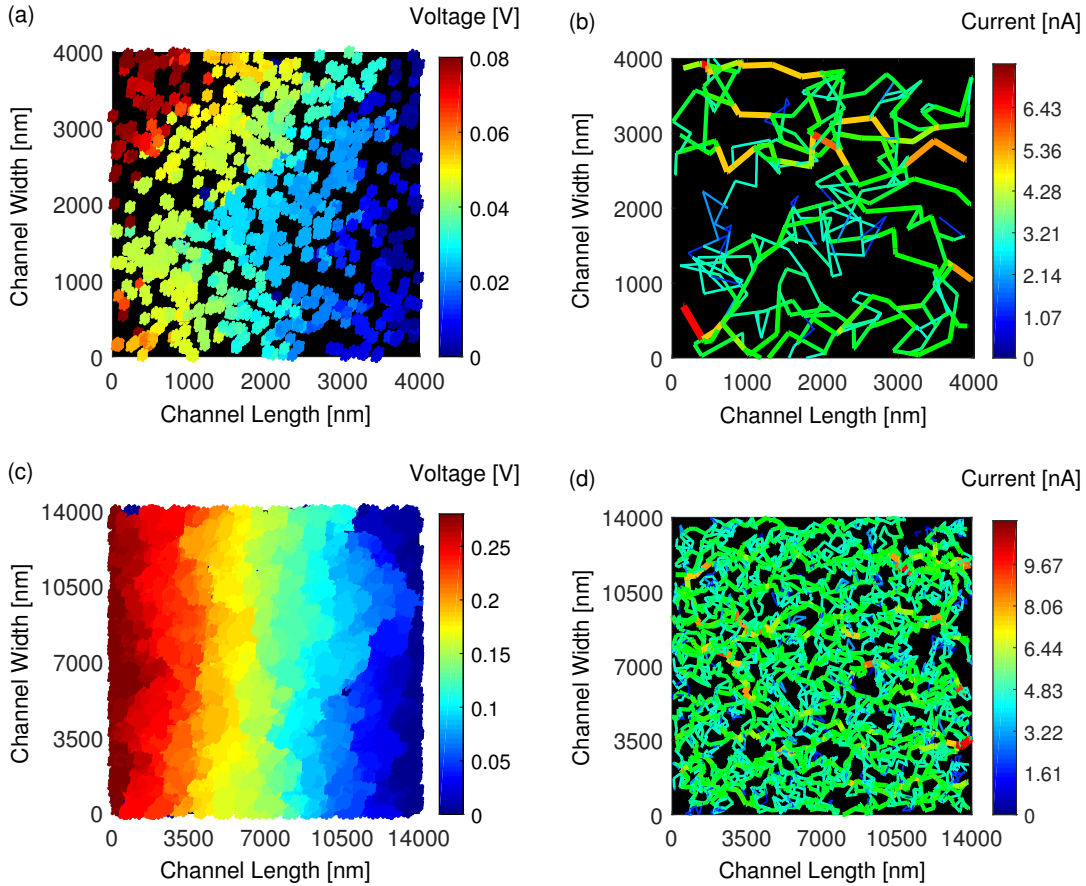 (a)
Voltage [V]
4000
3000
2000
1000
0
Channel Width [nm]
0 1000 2000 3000 4000
Channel Length [nm]
0.08
0.06
0.04
0.02
0
(b)
Current [nA]
4000
3000
2000
1000
0
Channel Width [nm]
0 1000 2000 3000 4000
Channel Length [nm]
6.43
5.36
4.28
3.21
2.14
1.07
0
(c)
Voltage [V]
14000
10500
7000
3500
0
Channel Width [nm]
0 3500 7000 10500 14000
Channel Length [nm]
0.25
0.2
0.15
0.1
0.05
0
(d)
Current [nA]
14000
10500
7000
3500
0
Channel Width [nm]
0 3500 7000 10500 14000
Channel Length [nm]
9.67
8.06
6.44
4.83
3.22
1.61
0